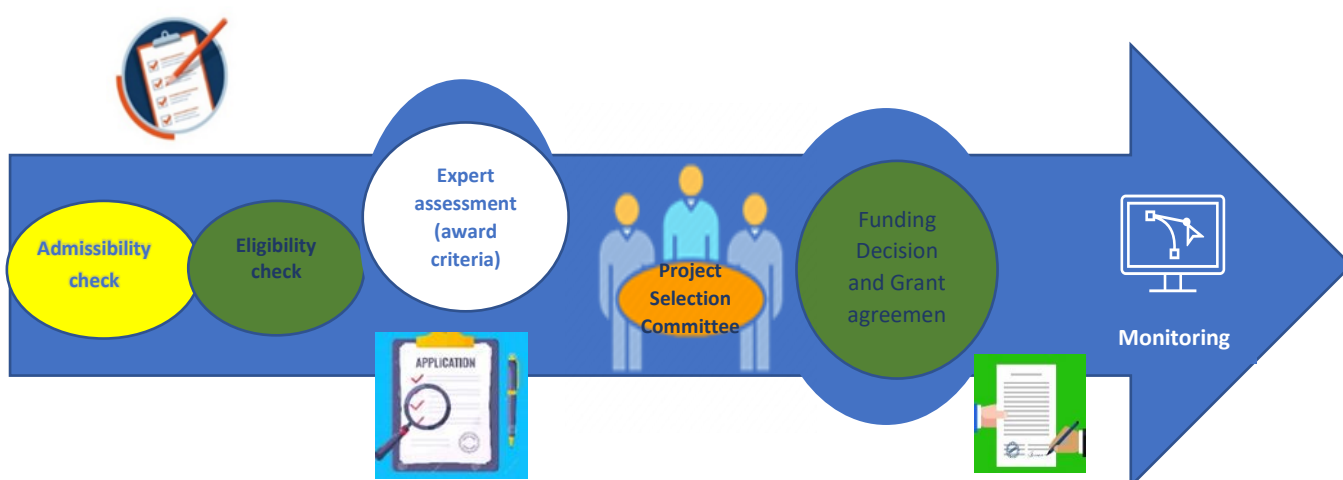 Admissibility
check
Eligibility
check
Expert
assessment
(award
criteria)
APPLICATION
Project
Selection
Committee
Funding
Decision
and Grant
agreemen
Monitoring